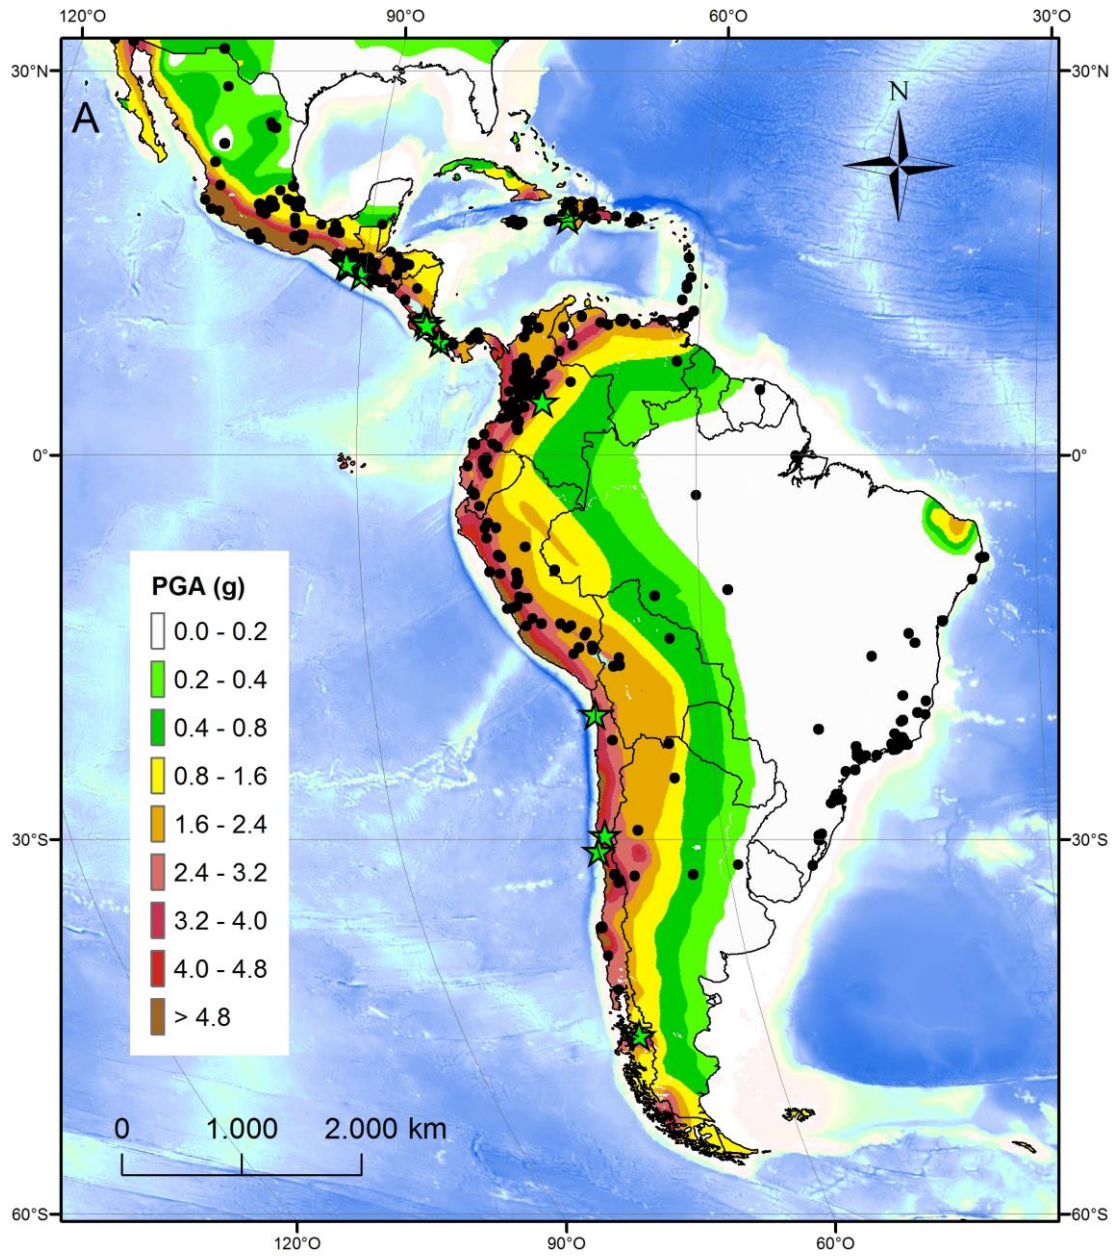 120°O 90°O 60°O 30°O
30°N 30°N
N
A
0° 0°
PGA (g)
0.0 - 0.2
0.2 - 0.4
0.4 - 0.8
0.8 - 1.6
1.6 - 2.4
2.4 - 3.2
3.2 - 4.0
4.0 - 4.8
> 4.8
30°S 30°S
0 1.000 2.000 km
60°S 60°S
120°O 90°O 60°O